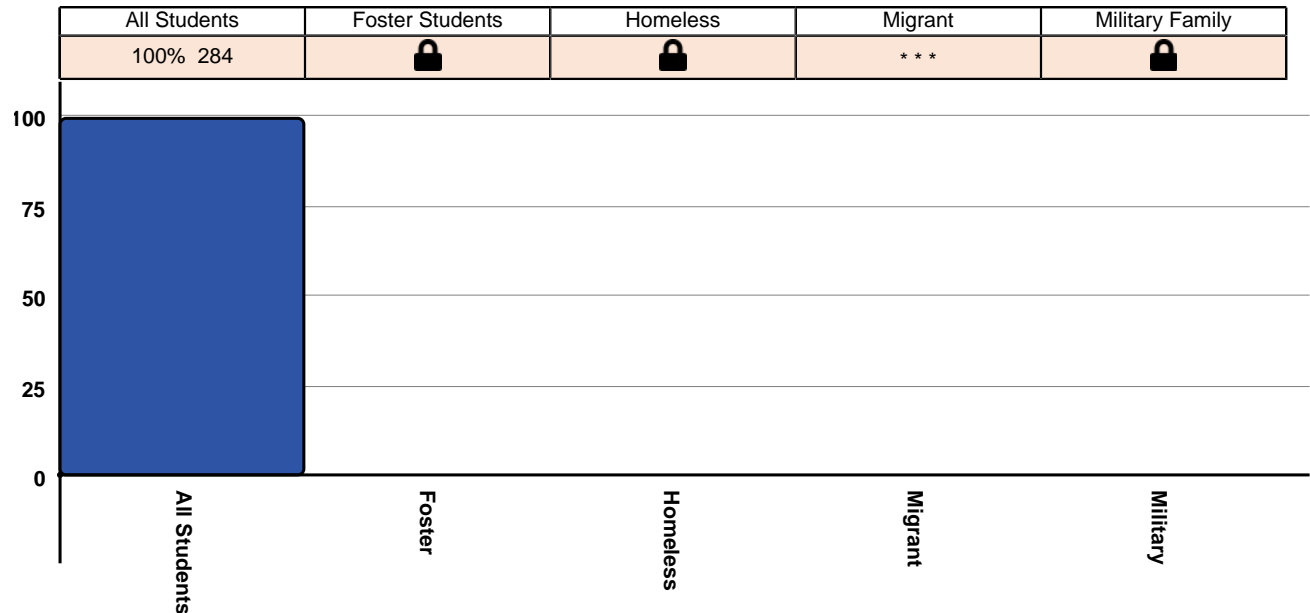 All Students Foster Students Homeless Migrant Military Family
100% 284 * * *
100
75
50
25
0
All Students
Foster
Homeless
Migrant
Military